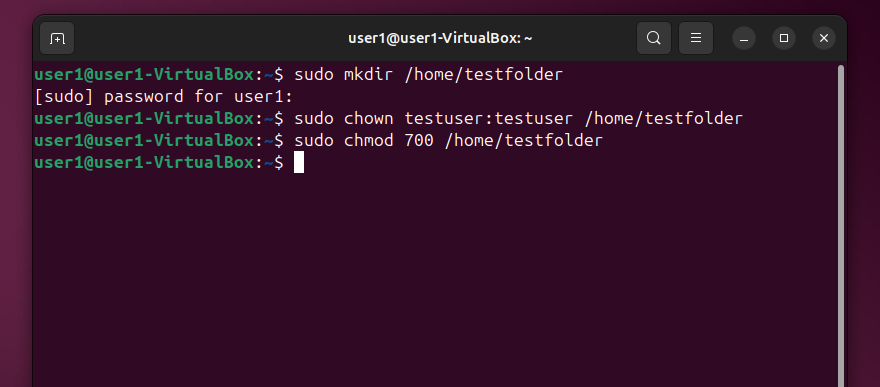 user1@user1-VirtualBox: ~
user1@user1-VirtualBox:~$ sudo mkdir /home/testfolder
[sudo] password for user1:
user1@user1-VirtualBox:~$ sudo chown testuser:testuser /home/testfolder
user1@user1-VirtualBox:~$ sudo chmod 700 /home/testfolder
user1@user1-VirtualBox:~$